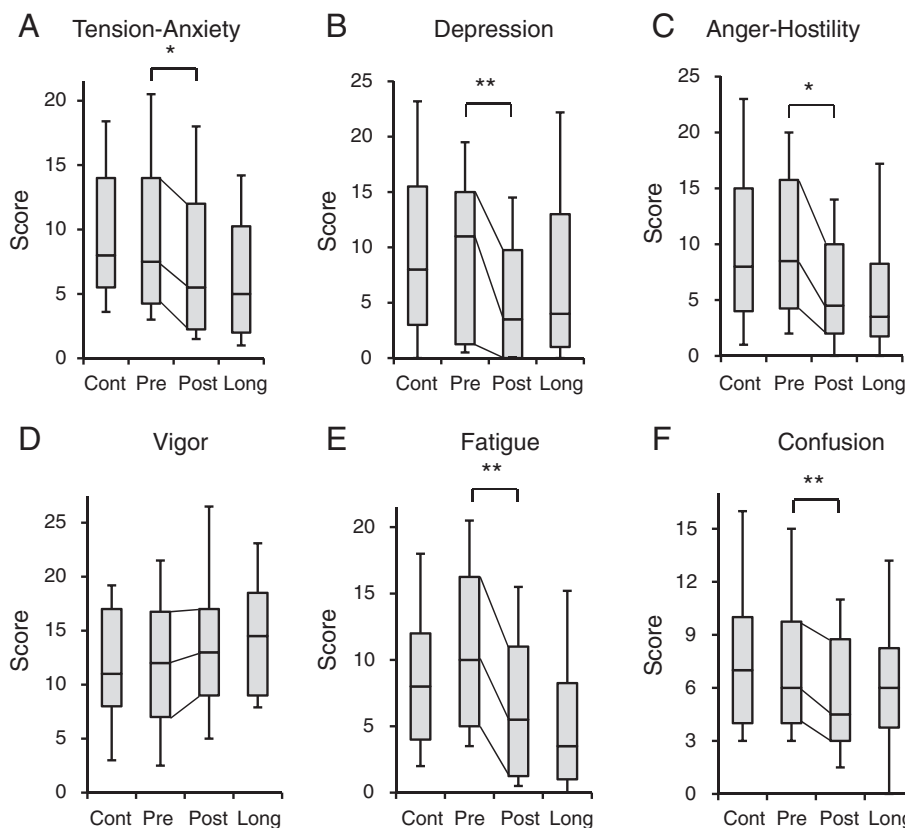 A Tension-Anxiety
*
Score
20
15
10
5
0
Cont Pre Post Long
B Depression
**
Score
25
20
15
10
5
0
Cont Pre Post Long
C Anger-Hostility
*
Score
25
20
15
10
5
0
Cont Pre Post Long
D Vigor
Score
25
20
15
10
5
0
Cont Pre Post Long
E Fatigue
**
Score
20
15
10
5
0
Cont Pre Post Long
F Confusion
**
Score
15
12
9
6
3
0
Cont Pre Post Long